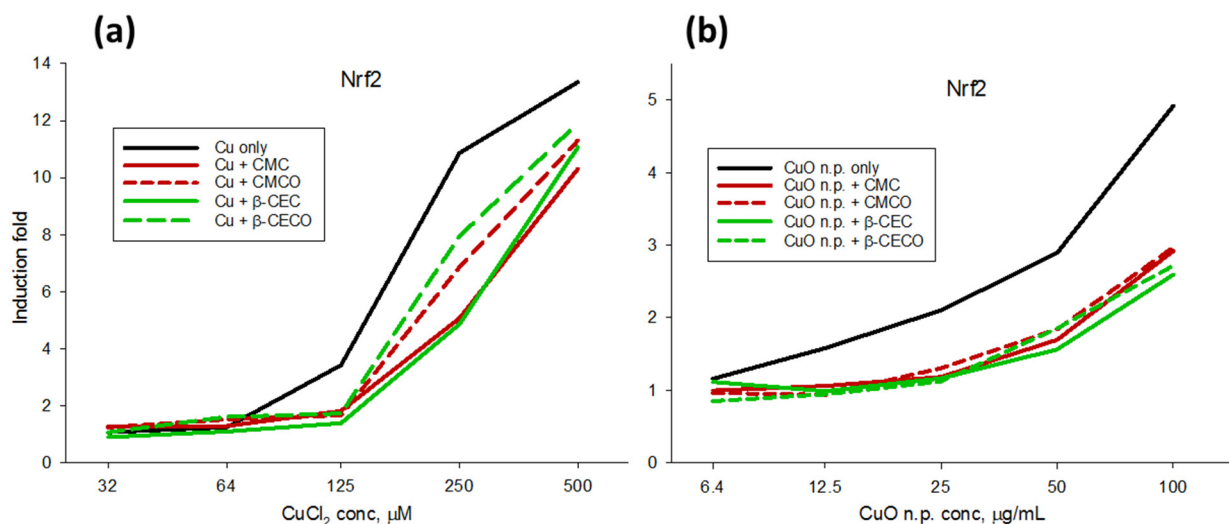 (a)
Nrf2
14
12
10
8
6
4
2
0
Induction fold
Cu only
Cu + CMC
Cu + CMCO
Cu + β-CEC
Cu + β-CECO
32 64 125 250 500
CuCl₂ conc, μM
(b)
Nrf2
5
4
3
2
1
0
CuO n.p. only
CuO n.p. + CMC
CuO n.p. + CMCO
CuO n.p. + β-CEC
CuO n.p. + β-CECO
6.4 12.5 25 50 100
CuO n.p. conc, μg/mL